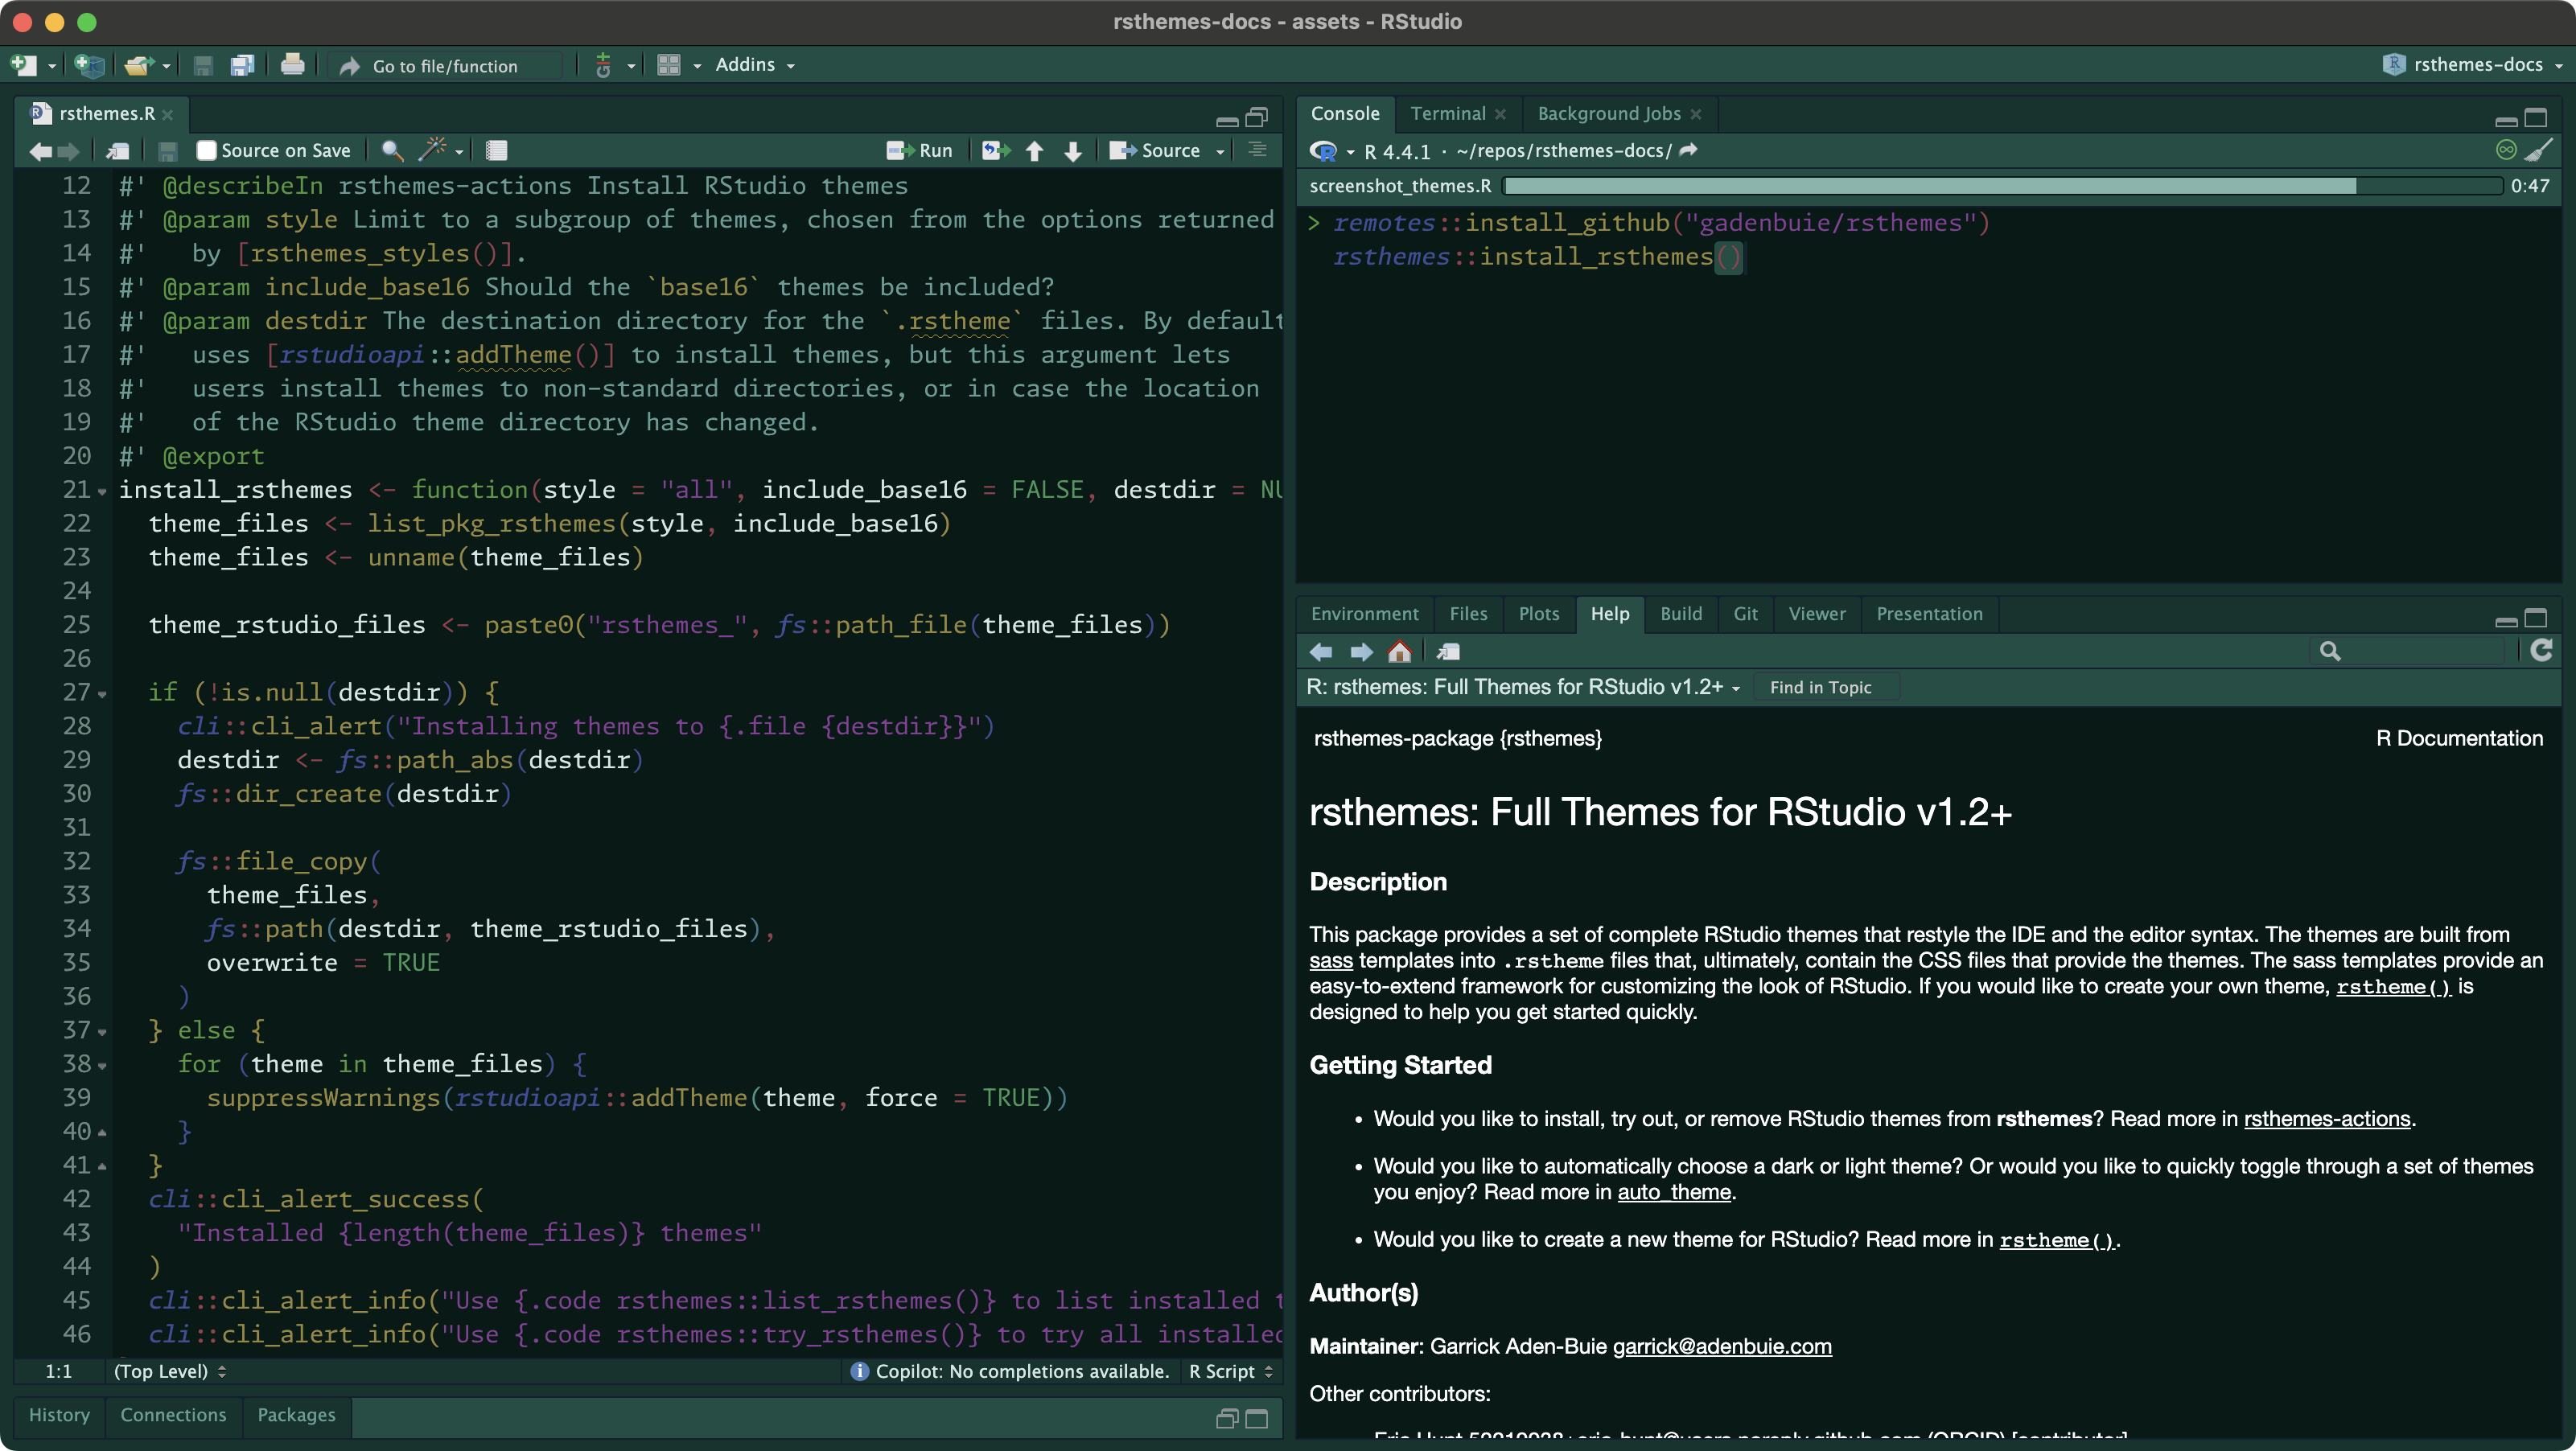 rsthemes-docs - assets - RStudio
Go to file/function
Addins
rsthemes-docs
rsthemes.R
Source on Save
Run
Source
12 #' @describeIn rsthemes-actions Install RStudio themes
13 #' @param style Limit to a subgroup of themes, chosen from the options returned
14 #'   by [rsthemes_styles()].
15 #' @param include_base16 Should the `base16` themes be included?
16 #' @param destdir The destination directory for the `.rstheme` files. By default
17 #'   uses [rstudioapi::addTheme()] to install themes, but this argument lets
18 #'   users install themes to non-standard directories, or in case the location
19 #'   of the RStudio theme directory has changed.
20 #' @export
21 install_rsthemes <- function(style = "all", include_base16 = FALSE, destdir =
22   theme_files <- list_pkg_rsthemes(style, include_base16)
23   theme_files <- unname(theme_files)
24
25   theme_rstudio_files <- paste0("rsthemes_", fs::path_file(theme_files))
26
27   if (!is.null(destdir)) {
28     cli::cli_alert("Installing themes to {.file {destdir}}")
29     destdir <- fs::path_abs(destdir)
30     fs::dir_create(destdir)
31
32     fs::file_copy(
33       theme_files,
34       fs::path(destdir, theme_rstudio_files),
35       overwrite = TRUE
36     )
37   } else {
38     for (theme in theme_files) {
39       suppressWarnings(rstudioapi::addTheme(theme, force = TRUE))
40     }
41   }
42   cli::cli_alert_success(
43     "Installed {length(theme_files)} themes"
44   )
45   cli::cli_alert_info("Use {.code rsthemes::list_rsthemes()} to list installed
46   cli::cli_alert_info("Use {.code rsthemes::try_rsthemes()} to try all installed
1:1
(Top Level)
Copilot: No completions available.
R Script
History
Connections
Packages
Console
Terminal
Background Jobs
R 4.4.1 · ~/repos/rsthemes-docs/
screenshot_themes.R
0:47
> remotes::install_github("gadenbuie/rsthemes")
rsthemes::install_rsthemes()
Environment
Files
Plots
Help
Build
Git
Viewer
Presentation
R: rsthemes: Full Themes for RStudio v1.2+
Find in Topic
rsthemes-package {rsthemes}
R Documentation
rsthemes: Full Themes for RStudio v1.2+
Description
This package provides a set of complete RStudio themes that restyle the IDE and the editor syntax. The themes are built from
sass templates into .rstheme files that, ultimately, contain the CSS files that provide the themes. The sass templates provide an
easy-to-extend framework for customizing the look of RStudio. If you would like to create your own theme, rstheme() is
designed to help you get started quickly.
Getting Started
• Would you like to install, try out, or remove RStudio themes from rsthemes? Read more in rsthemes-actions.
• Would you like to automatically choose a dark or light theme? Or would you like to quickly toggle through a set of themes
you enjoy? Read more in auto_theme.
• Would you like to create a new theme for RStudio? Read more in rstheme().
Author(s)
Maintainer: Garrick Aden-Buie garrick@adenbuie.com
Other contributors: